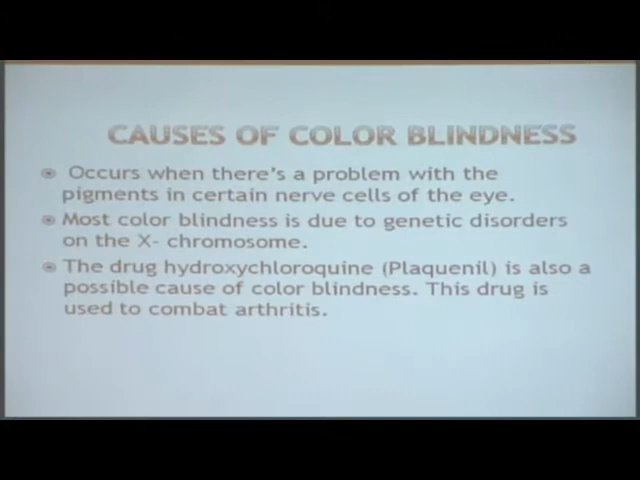 CAUSES OF COLOR BLINDNESS
Occurs when there's a problem with the
pigments in certain nerve cells of the eye.
Most color blindness is due to genetic disorders
on the X- chromosome.
The drug hydroxychloroquine (Plaquenil) is also a
possible cause of color blindness. This drug is
used to combat arthritis.